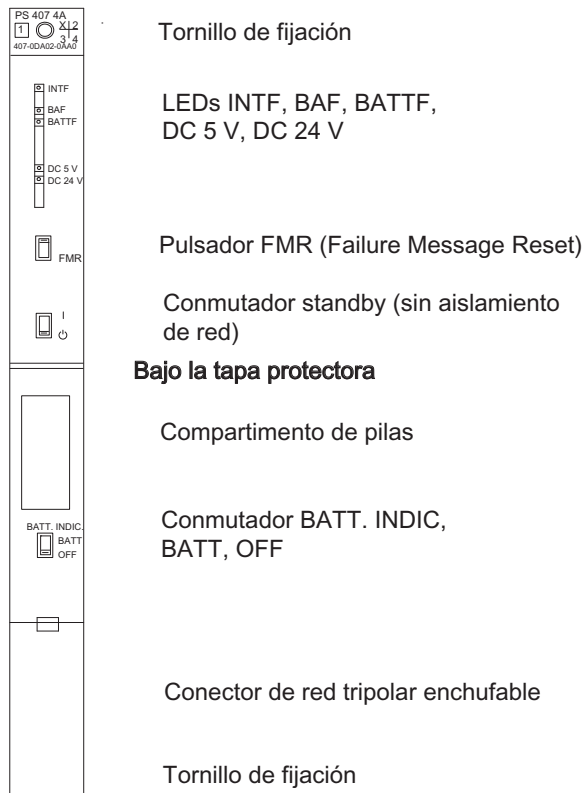 PS 407 4A
1 X 2
3 4
407-0DA02-0AA0
Tornillo de fijación
INTF
BAF
BATTF
LEDs INTF, BAF, BATTF,
DC 5 V, DC 24 V
DC 5 V
DC 24 V
FMR
Pulsador FMR (Failure Message Reset)
I
Conmutador standby (sin aislamiento
de red)
Bajo la tapa protectora
Compartimento de pilas
BATT. INDIC.
BATT
OFF
Conmutador BATT. INDIC,
BATT, OFF
Conector de red tripolar enchufable
Tornillo de fijación